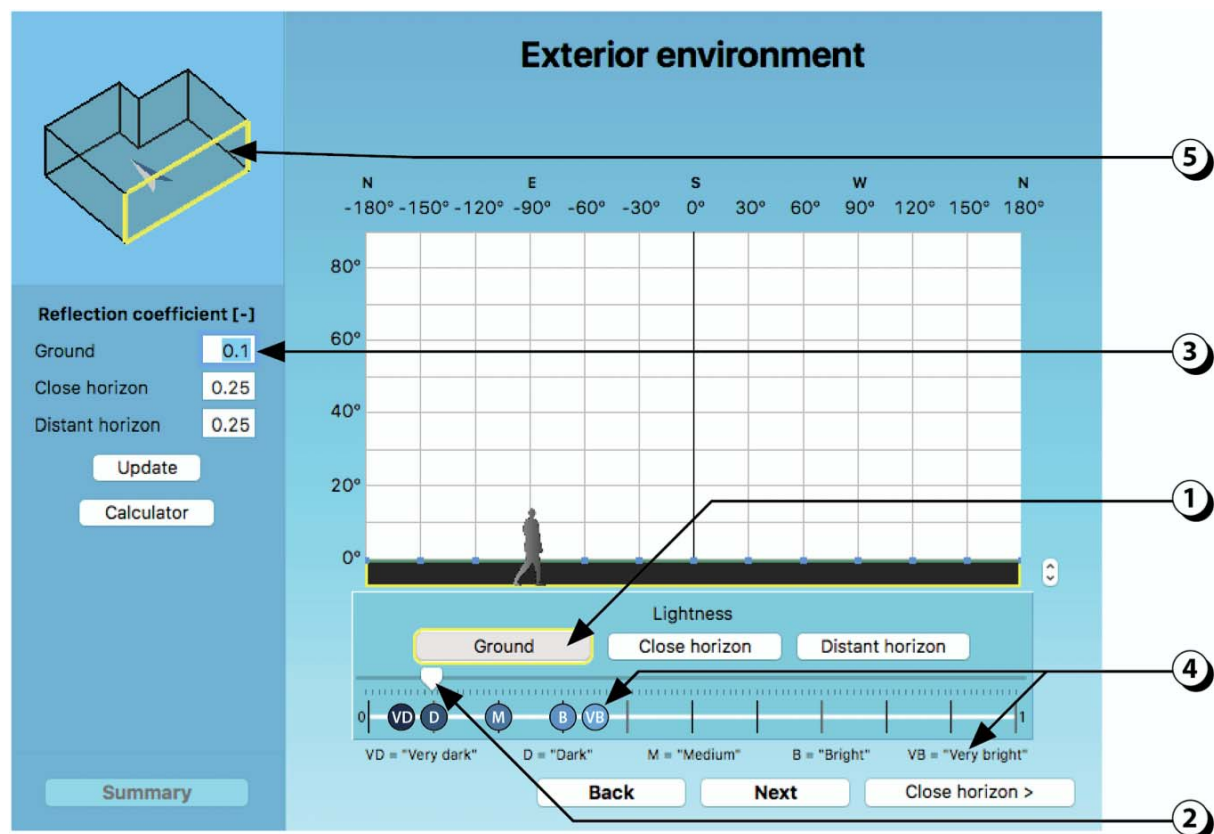 Exterior environment
5
N E S W N
-180° -150° -120° -90° -60° -30° 0° 30° 60° 90° 120° 150° 180°
80°
60°
40°
20°
0°
Reflection coefficient [-]
Ground 0.1
3
Close horizon 0.25
Distant horizon 0.25
Update
Calculator
1
Lightness
Ground Close horizon Distant horizon
4
0 VD D M B VB 1
VD = "Very dark" D = "Dark" M = "Medium" B = "Bright" VB = "Very bright"
Summary Back Next Close horizon >
2